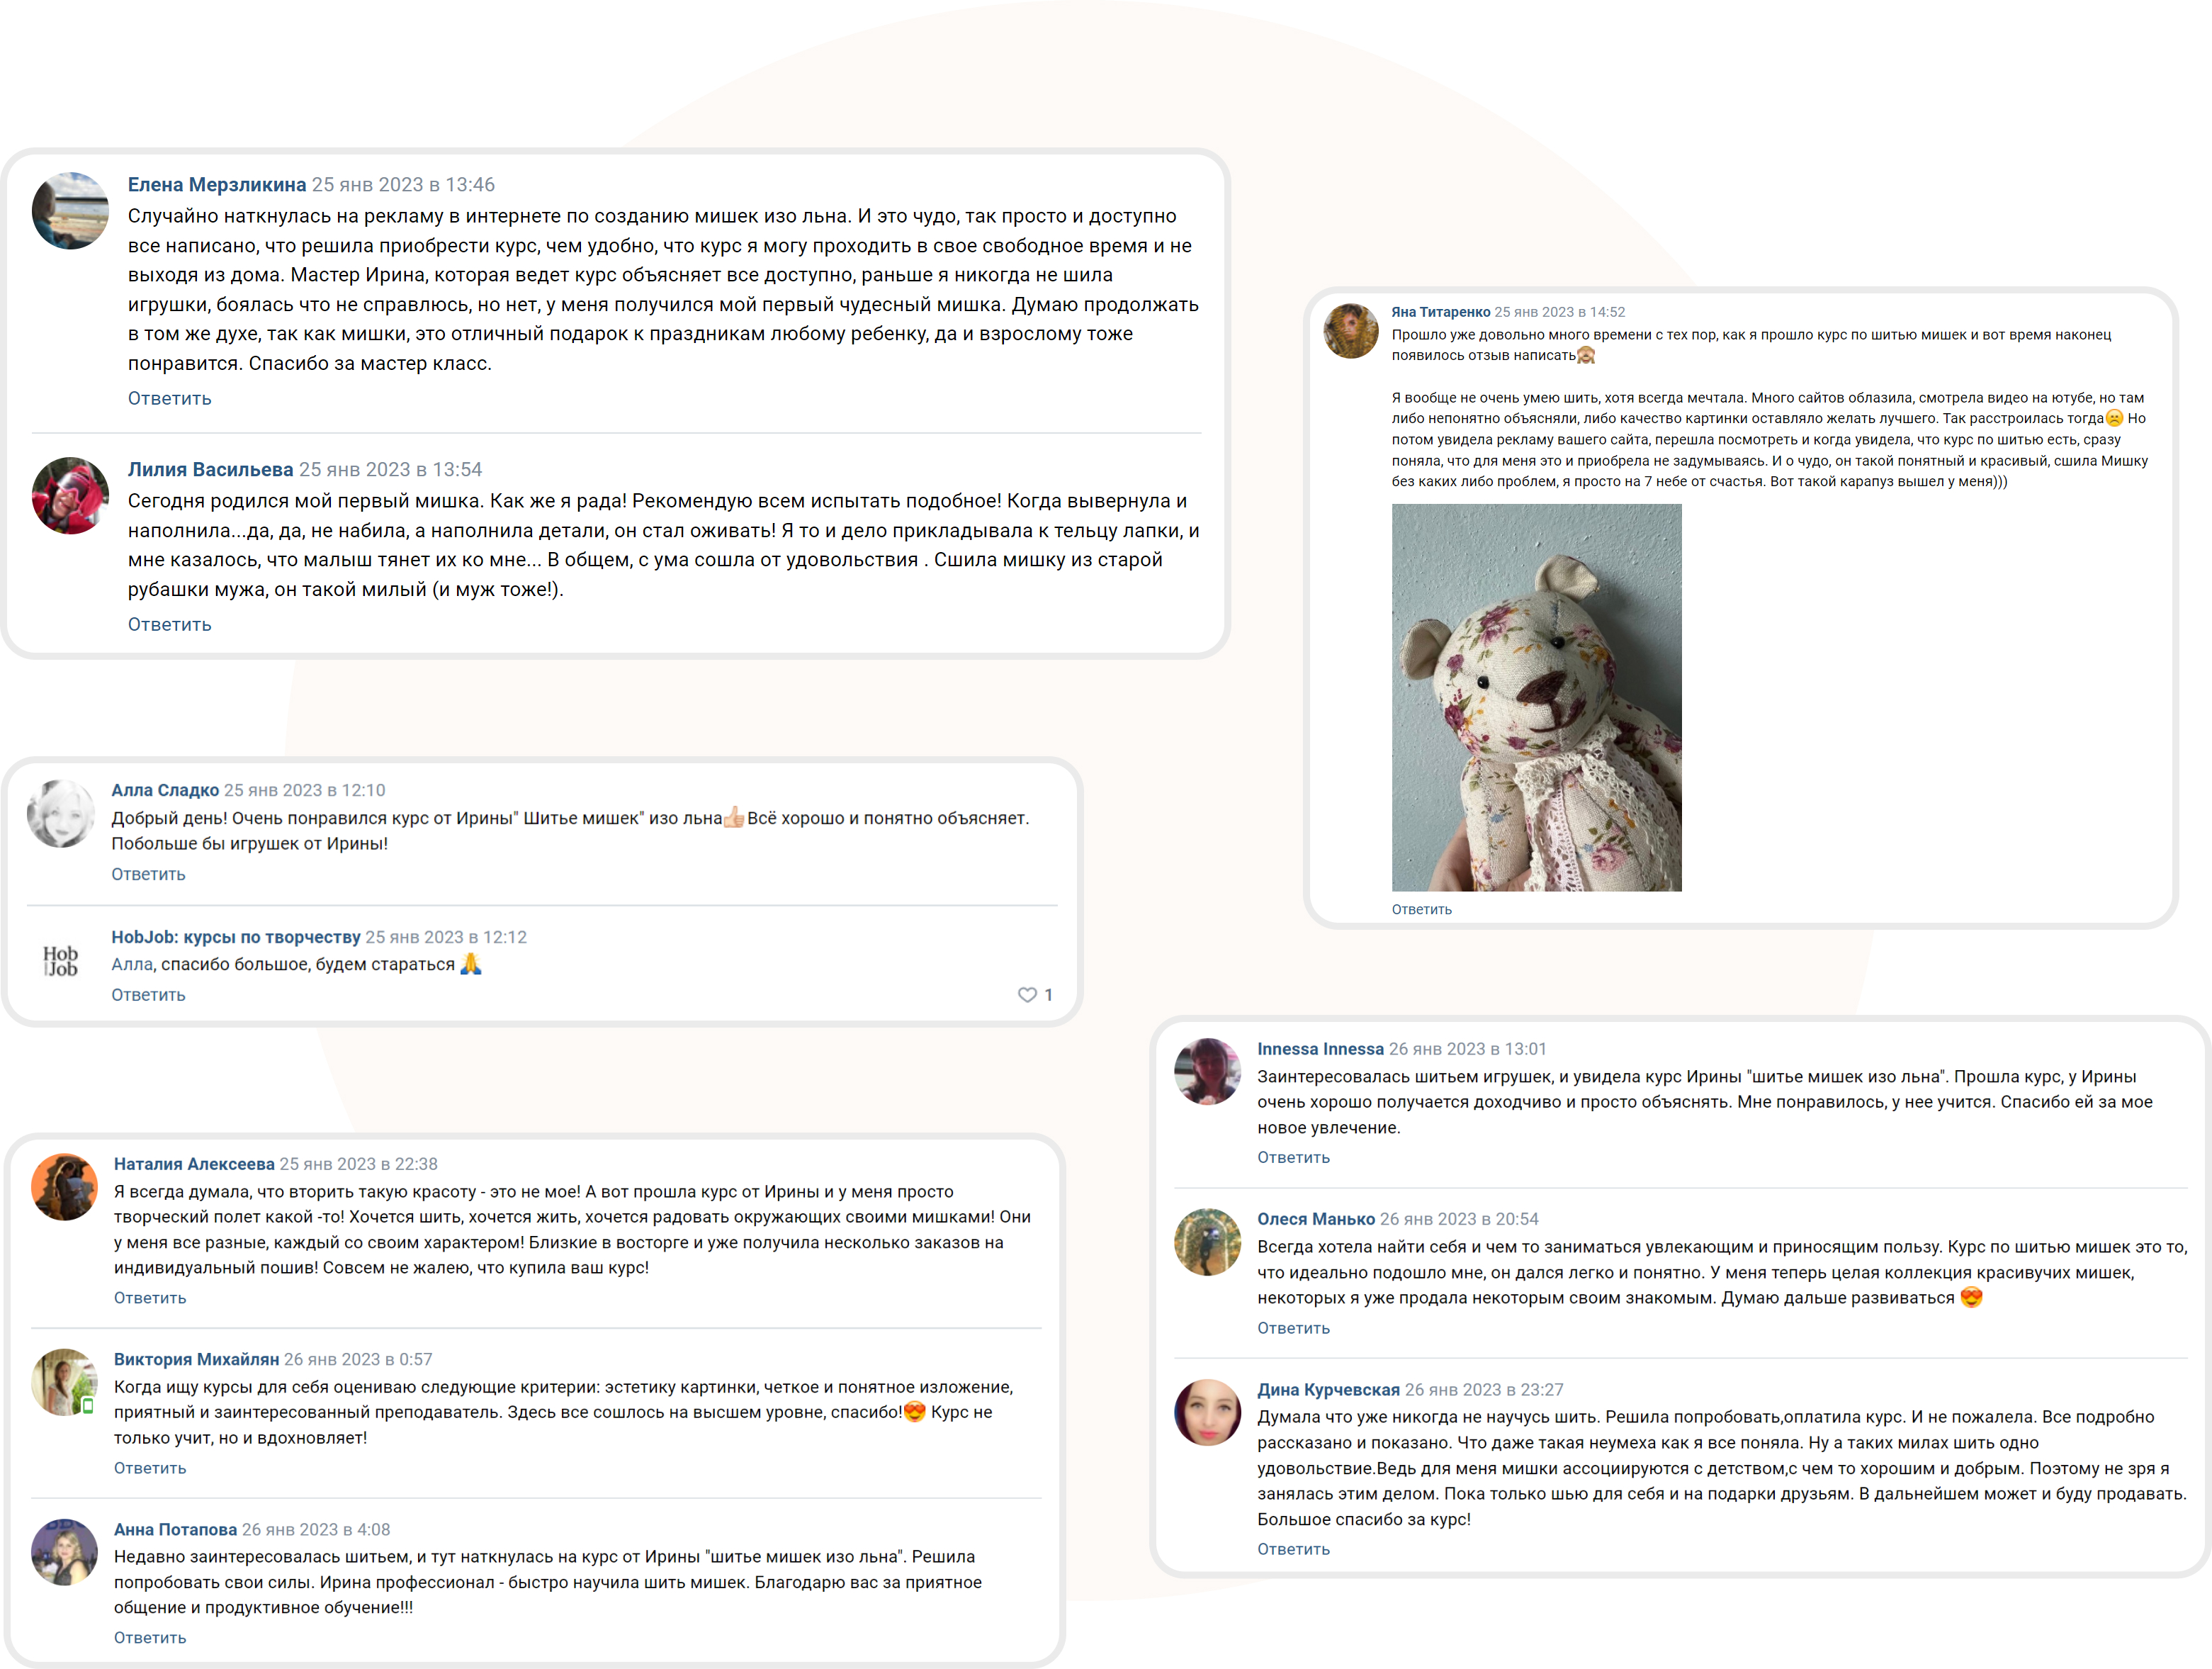 Елена Мерзликина 25 янв 2023 в 13:46
Случайно наткнулась на рекламу в интернете по созданию мишек изо льна. И это чудо, так просто и доступно
все написано, что решила приобрести курс, чем удобно, что курс я могу проходить в свое свободное время и не
выходя из дома. Мастер Ирина, которая ведет курс объясняет все доступно, раньше я никогда не шила
игрушки, боялась что не справлюсь, но нет, у меня получился мой первый чудесный мишка. Думаю продолжать
в том же духе, так как мишки, это отличный подарок к праздникам любому ребенку, да и взрослому тоже
понравится. Спасибо за мастер класс.
Ответить
Лилия Васильева 25 янв 2023 в 13:54
Сегодня родился мой первый мишка. Как же я рада! Рекомендую всем испытать подобное! Когда вывернула и
наполнила...да, да, не набила, а наполнила детали, он стал оживать! Я то и дело прикладывала к тельцу лапки, и
мне казалось, что малыш тянет их ко мне... В общем, с ума сошла от удовольствия . Сшила мишку из старой
рубашки мужа, он такой милый (и муж тоже!).
Ответить
Яна Титаренко 25 янв 2023 в 14:52
Прошло уже довольно много времени с тех пор, как я прошло курс по шитью мишек и вот время наконец
появилось отзыв написать🙈
Я вообще не очень умею шить, хотя всегда мечтала. Много сайтов облазила, смотрела видео на ютубе, но там
либо непонятно объясняли, либо качество картинки оставляло желать лучшего. Так расстроилась тогда☹️ Но
потом увидела рекламу вашего сайта, перешла посмотреть и когда увидела, что курс по шитью есть, сразу
поняла, что для меня это и приобрела не задумываясь. И о чудо, он такой понятный и красивый, сшила Мишку
без каких либо проблем, я просто на 7 небе от счастья. Вот такой карапуз вышел у меня)))
Ответить
Алла Сладко 25 янв 2023 в 12:10
Добрый день! Очень понравился курс от Ирины" Шитье мишек" изо льна👍🏻Всё хорошо и понятно объясняет.
Побольше бы игрушек от Ирины!
Ответить
Hob
Job
HobJob: курсы по творчеству 25 янв 2023 в 12:12
Алла, спасибо большое, будем стараться 🙏
Ответить
1
Наталия Алексеева 25 янв 2023 в 22:38
Я всегда думала, что вторить такую красоту - это не мое! А вот прошла курс от Ирины и у меня просто
творческий полет какой -то! Хочется шить, хочется жить, хочется радовать окружающих своими мишками! Они
у меня все разные, каждый со своим характером! Близкие в восторге и уже получила несколько заказов на
индивидуальный пошив! Совсем не жалею, что купила ваш курс!
Ответить
Виктория Михайлян 26 янв 2023 в 0:57
Когда ищу курсы для себя оцениваю следующие критерии: эстетику картинки, четкое и понятное изложение,
приятный и заинтересованный преподаватель. Здесь все сошлось на высшем уровне, спасибо!😍 Курс не
только учит, но и вдохновляет!
Ответить
Анна Потапова 26 янв 2023 в 4:08
Недавно заинтересовалась шитьем, и тут наткнулась на курс от Ирины "шитье мишек изо льна". Решила
попробовать свои силы. Ирина профессионал - быстро научила шить мишек. Благодарю вас за приятное
общение и продуктивное обучение!!!
Ответить
Innessa Innessa 26 янв 2023 в 13:01
Заинтересовалась шитьем игрушек, и увидела курс Ирины "шитье мишек изо льна". Прошла курс, у Ирины
очень хорошо получается доходчиво и просто объяснять. Мне понравилось, у нее учится. Спасибо ей за мое
новое увлечение.
Ответить
Олеся Манько 26 янв 2023 в 20:54
Всегда хотела найти себя и чем то заниматься увлекающим и приносящим пользу. Курс по шитью мишек это то,
что идеально подошло мне, он дался легко и понятно. У меня теперь целая коллекция красивучих мишек,
некоторых я уже продала некоторым своим знакомым. Думаю дальше развиваться 😍
Ответить
Дина Курчевская 26 янв 2023 в 23:27
Думала что уже никогда не научусь шить. Решила попробовать,оплатила курс. И не пожалела. Все подробно
рассказано и показано. Что даже такая неумеха как я все поняла. Ну а таких милах шить одно
удовольствие.Ведь для меня мишки ассоциируются с детством,с чем то хорошим и добрым. Поэтому не зря я
занялась этим делом. Пока только шью для себя и на подарки друзьям. В дальнейшем может и буду продавать.
Большое спасибо за курс!
Ответить